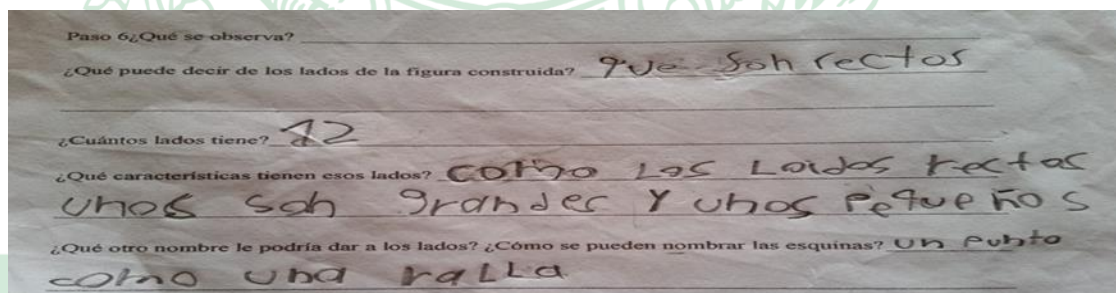 Paso 6¿Qué se observa?
¿Qué puede decir de los lados de la figura construida? que son rectos
¿Cuántos lados tiene? 12
¿Qué características tienen esos lados? como los Lados rectos
unos son grandes Y unos Pequeños
¿Qué otro nombre le podría dar a los lados? ¿Cómo se pueden nombrar las esquinas? un punto
como una ralla